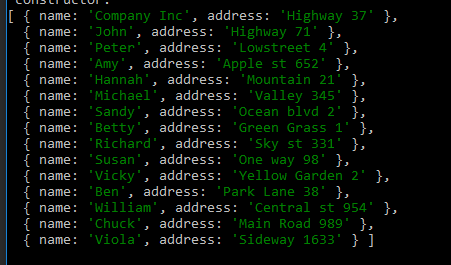 constructor:
[ { name: 'Company Inc', address: 'Highway 37' },
{ name: 'John', address: 'Highway 71' },
{ name: 'Peter', address: 'Lowstreet 4' },
{ name: 'Amy', address: 'Apple st 652' },
{ name: 'Hannah', address: 'Mountain 21' },
{ name: 'Michael', address: 'Valley 345' },
{ name: 'Sandy', address: 'Ocean blvd 2' },
{ name: 'Betty', address: 'Green Grass 1' },
{ name: 'Richard', address: 'Sky st 331' },
{ name: 'Susan', address: 'One way 98' },
{ name: 'Vicky', address: 'Yellow Garden 2' },
{ name: 'Ben', address: 'Park Lane 38' },
{ name: 'William', address: 'Central st 954' },
{ name: 'Chuck', address: 'Main Road 989' },
{ name: 'Viola', address: 'Sideway 1633' } ]